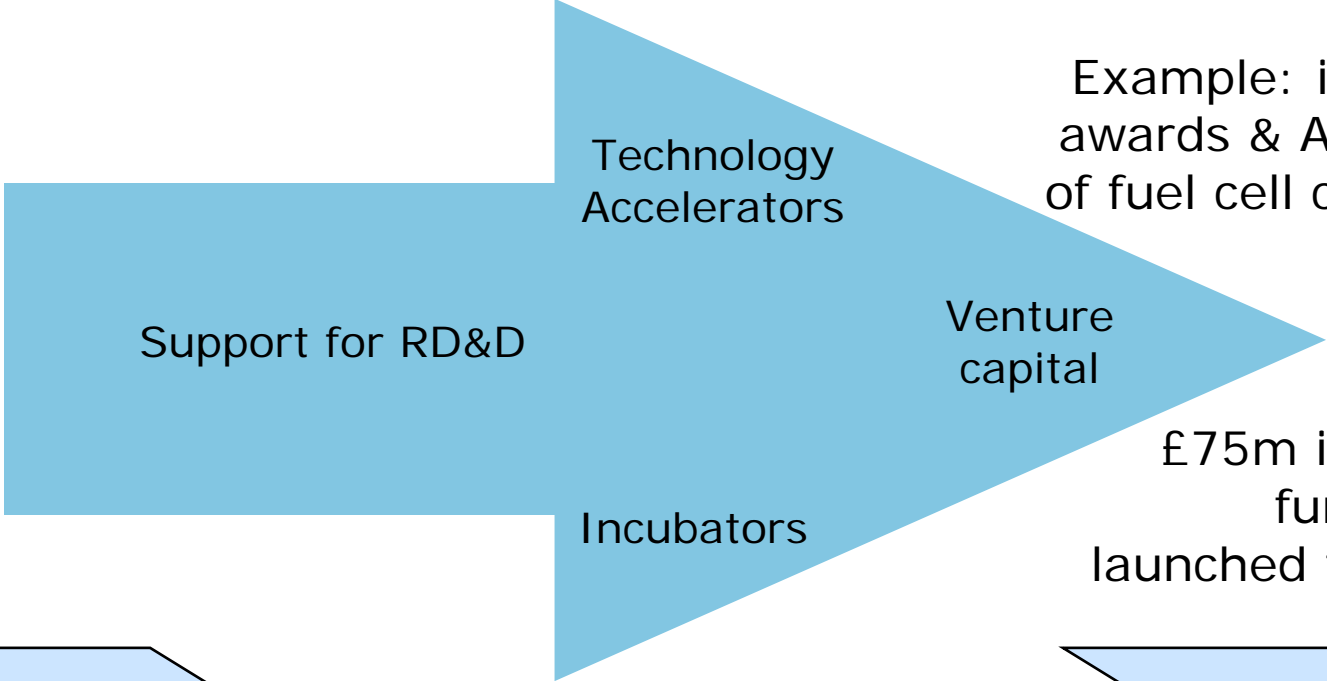 Example: i
awards & A
of fuel cell
Technology
Accelerators
Support for RD&D
Venture
capital
£75m i
Incubators
launched